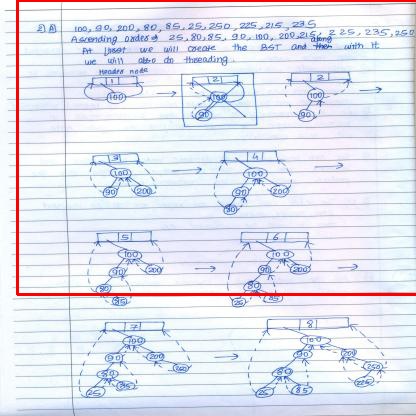 2) A) 100, 90, 200, 80, 85, 25, 250, 225, 215, 235
Ascending order → 25, 80, 85, 90, 100, 200, 215, 225, 235, 250
At first we will create the BST and along with it
we will also do threading.
Header node
1 2 2
100 100 100
90 90
3 4
100 100
90 200 90 200
80
5 6
100 100
90 200 90 200
80 80
85 25 85
7 8
100 100
90 200 90 200
80 250 80 250
25 85 25 85 225